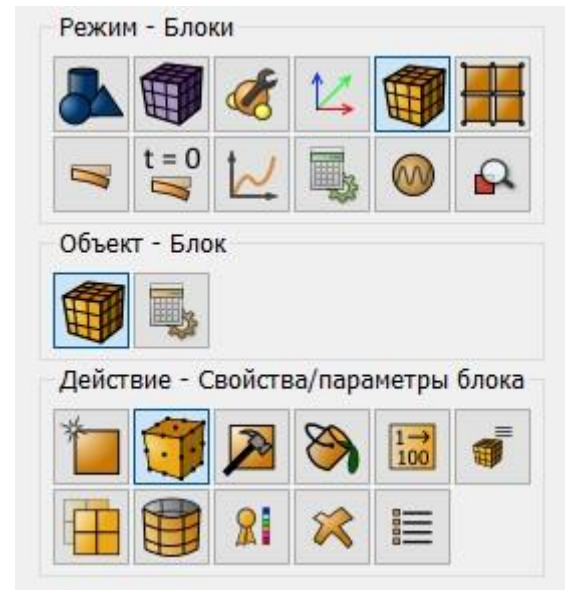 Режим - Блоки
t = 0
Объект - Блок
Действие - Свойства/параметры блока
1→
100